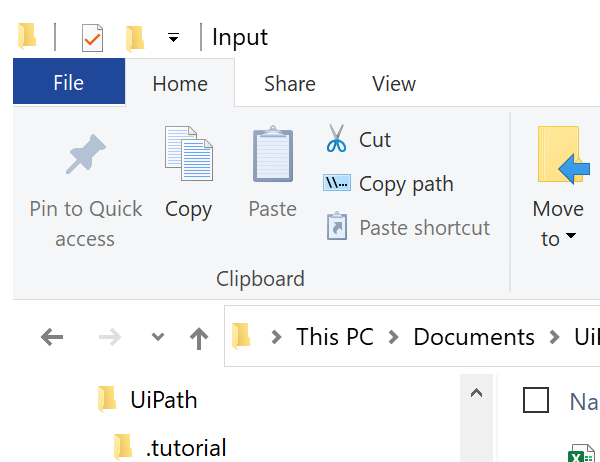 Input
File Home Share View
Cut
Copy path
Pin to Quick access Copy Paste Paste shortcut Move to
Clipboard
This PC Documents
UiPath
.tutorial